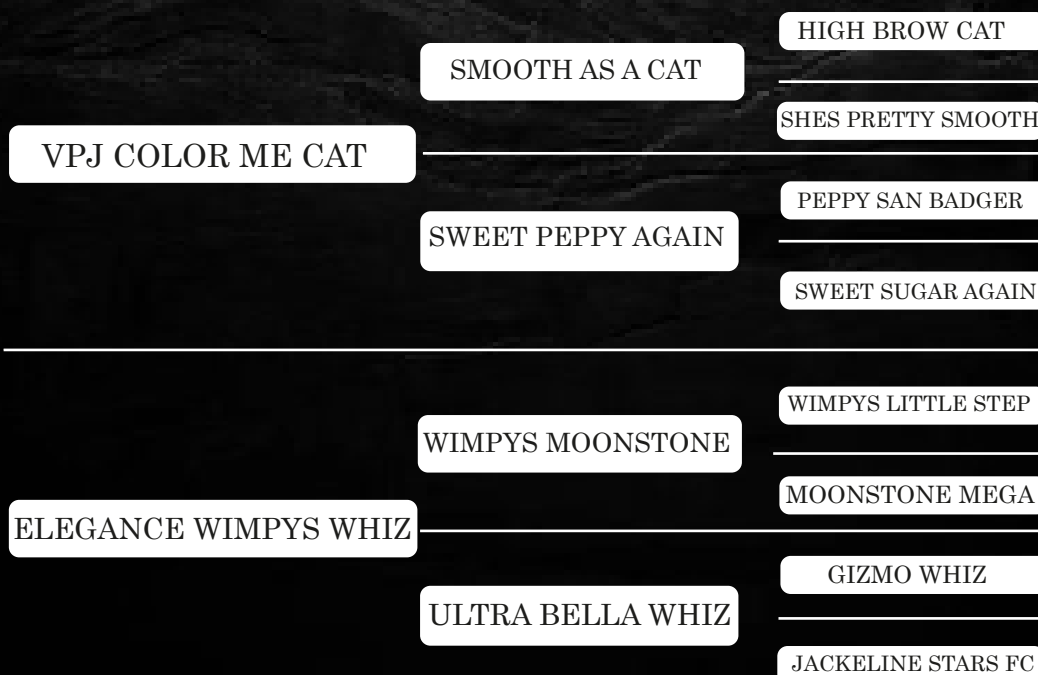 HIGH BROW CAT
SMOOTH AS A CAT
SHES PRETTY SMOOTH
VPJ COLOR ME CAT
PEPPY SAN BADGER
SWEET PEPPY AGAIN
SWEET SUGAR AGAIN
WIMPYS LITTLE STEP
WIMPYS MOONSTONE
MOONSTONE MEGA
ELEGANCE WIMPYS WHIZ
GIZMO WHIZ
ULTRA BELLA WHIZ
JACKELINE STARS FC